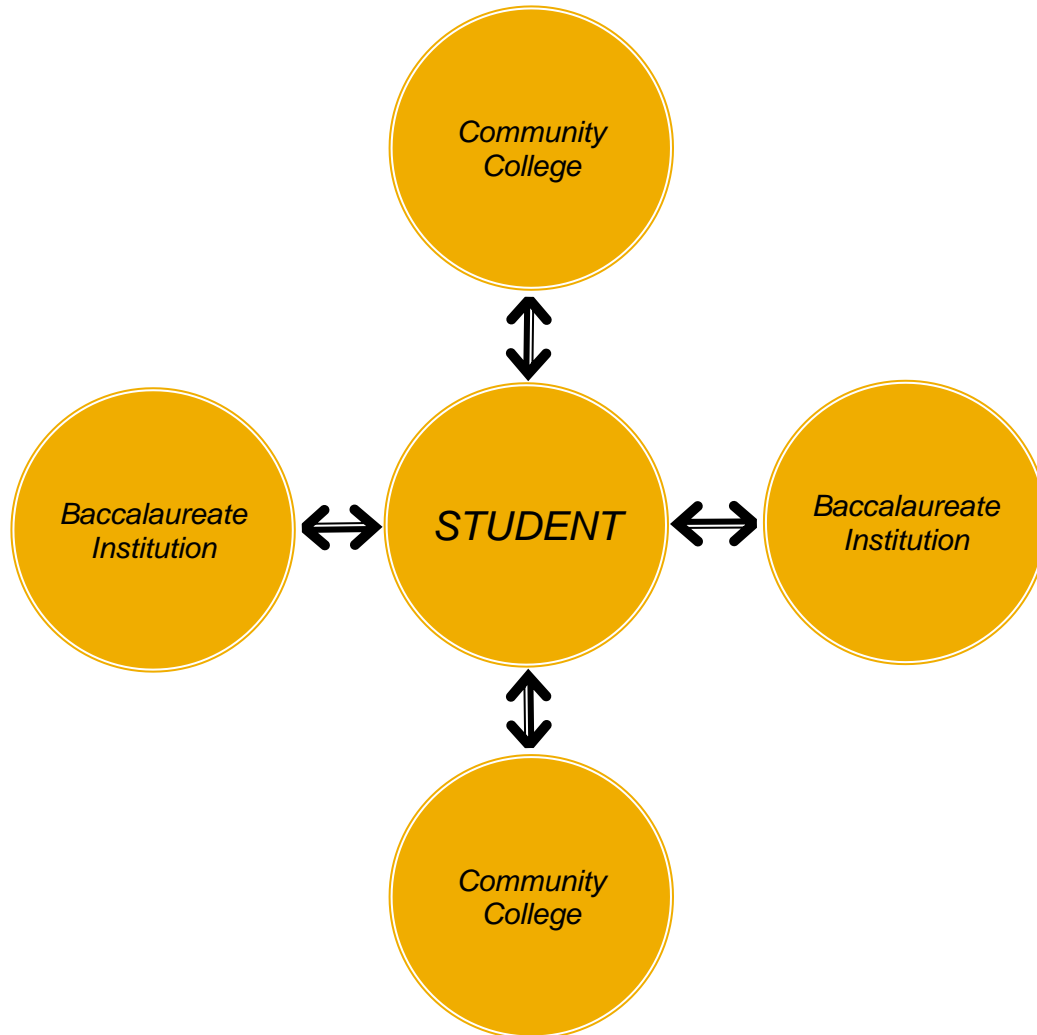 Community
College
Baccalaureate
Institution
STUDENT
Baccalaureate
Institution
Community
College